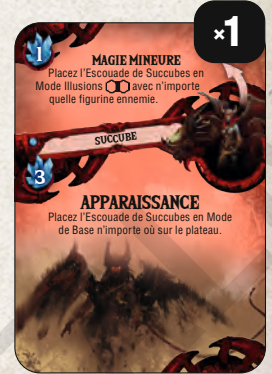 ×1
1
MAGIE MINEURE
Placez l'Escouade de Succubes en
Mode Illusions avec n'importe
quelle figurine ennemie.
SUCCUBE
3
APPARAISSANCE
Placez l'Escouade de Succubes en Mode
de Base n'importe où sur le plateau.